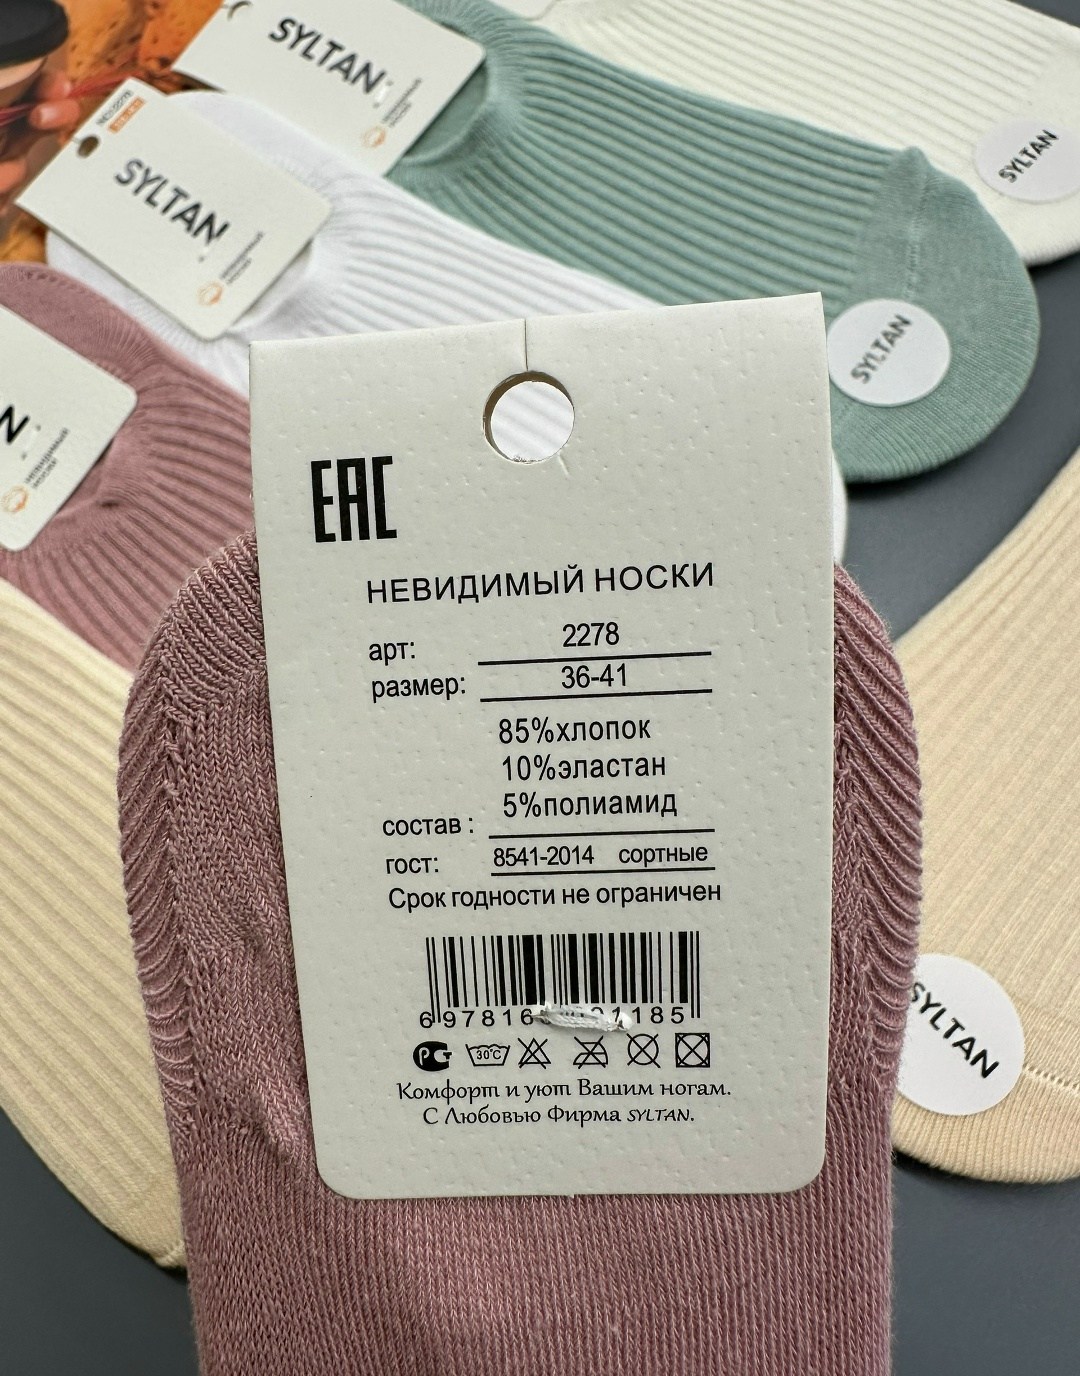 SYLTAN
SYLTAN
SYLTAN
SYLTAN
EAC
НЕВИДИМЫЙ НОСКИ
арт: 2278
размер: 36-41
85%хлопок
10%эластан
5%полиамид
состав :
гост: 8541-2014 сортные
Срок годности не ограничен
30°C
Комфорт и уют Вашим ногам.
С Любовью Фирма SYLTAN.
SYLTAN